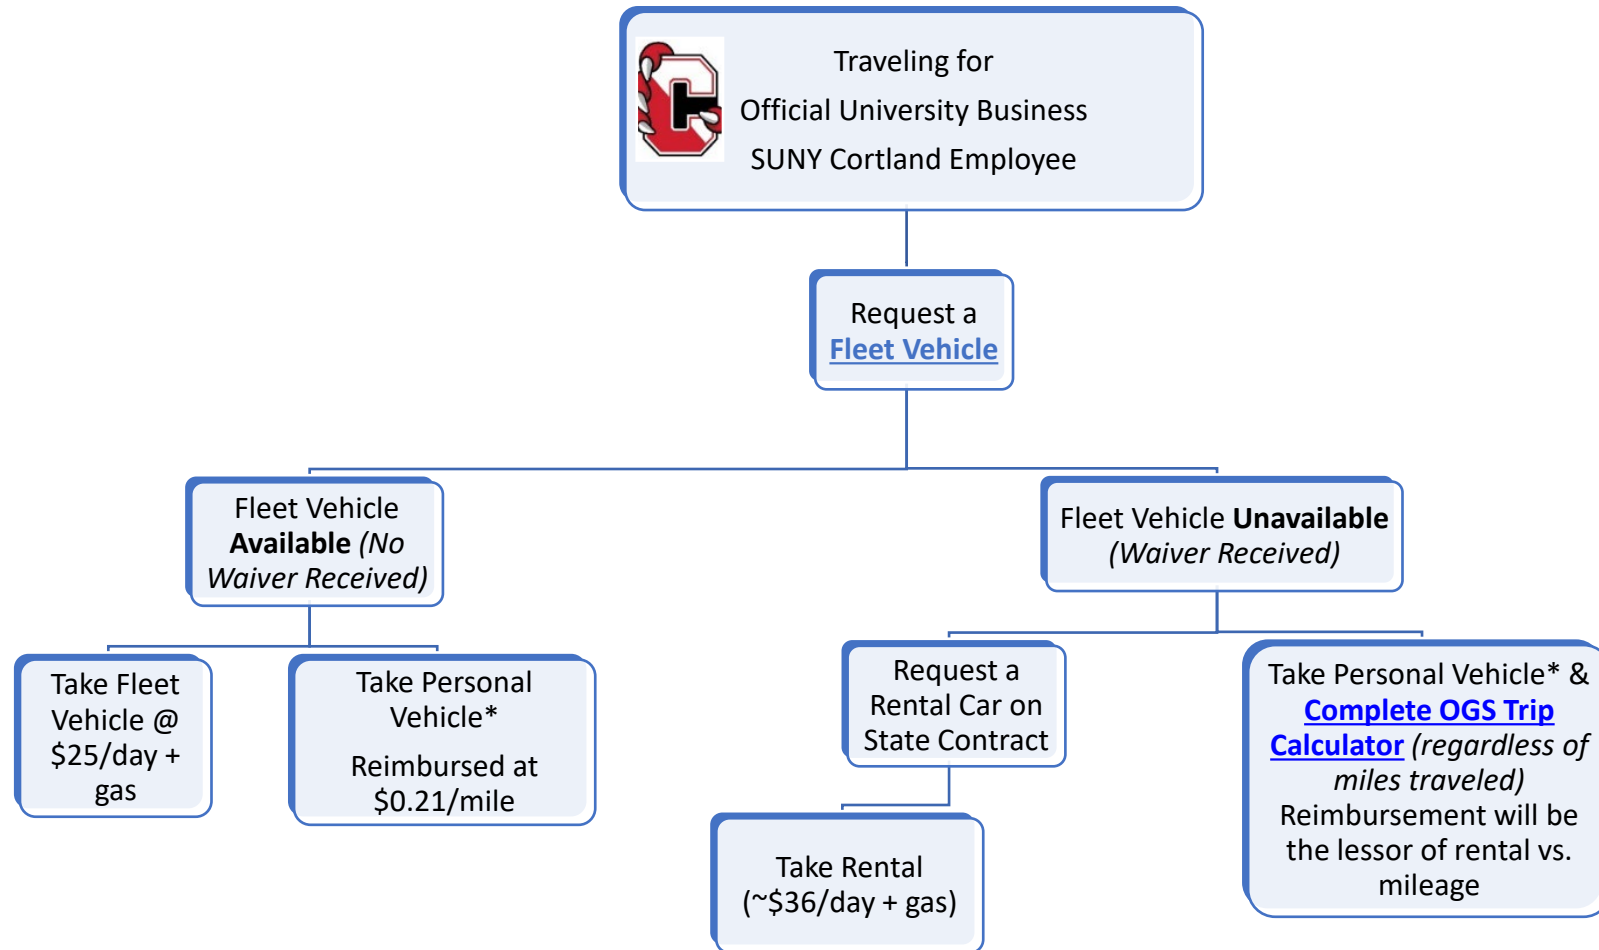 Traveling for
Official University Business
SUNY Cortland Employee
Request a
Fleet Vehicle
Fleet Vehicle
Available (No
Waiver Received)
Fleet Vehicle Unavailable
(Waiver Received)
Take Fleet
Vehicle @
$25/day +
gas
Take Personal
Vehicle*
Reimbursed at
$0.21/mile
Request a
Rental Car on
State Contract
Take Rental
(~$36/day + gas)
Take Personal Vehicle* &
Complete OGS Trip
Calculator (regardless of
miles traveled)
Reimbursement will be
the lessor of rental vs.
mileage